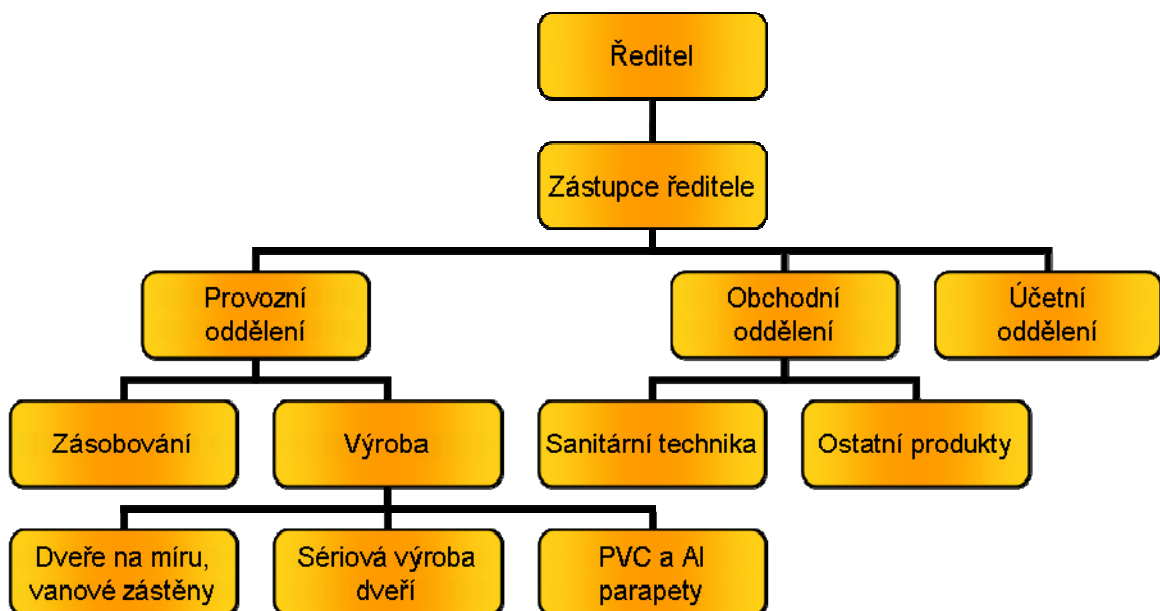 Ředitel
Zástupce ředitele
Provozní
oddělení
Obchodní
oddělení
Účetní
oddělení
Zásobování
Výroba
Sanitární technika
Ostatní produkty
Dveře na míru,
vanové zástěny
Sériová výroba
dveří
PVC a Al
parapety